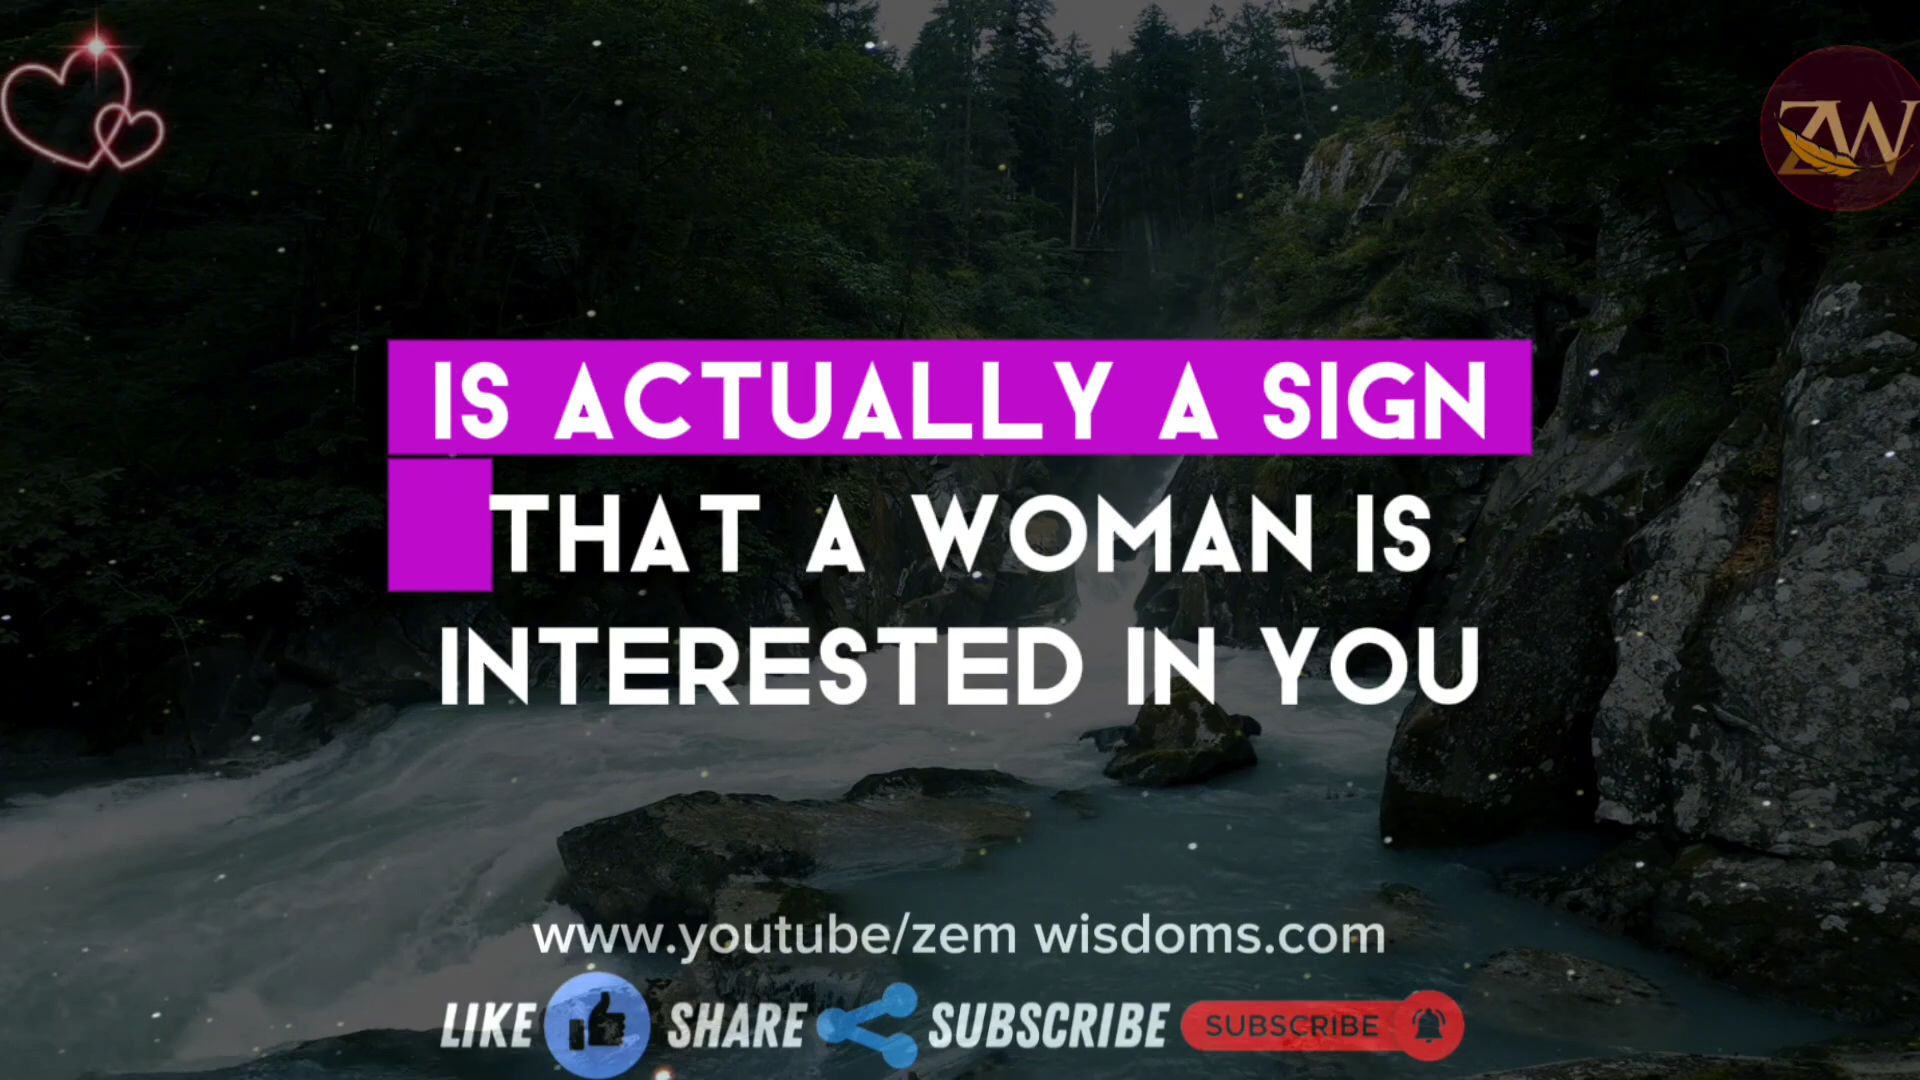 ZW
IS ACTUALLY A SIGN
THAT A WOMAN IS
INTERESTED IN YOU
www.youtube/zem wisdoms.com
LIKE SHARE SUBSCRIBE SUBSCRIBE